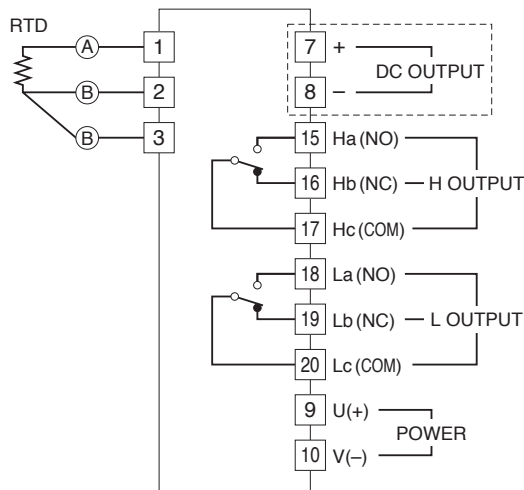 RTD
A 1
B 2
B 3
7 +
DC OUTPUT
8 –
15 Ha (NO)
16 Hb (NC) H OUTPUT
17 Hc (COM)
18 La (NO)
19 Lb (NC) L OUTPUT
20 Lc (COM)
9 U(+)
POWER
10 V(–)